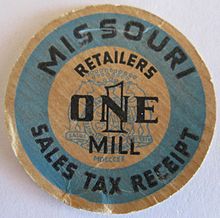 MISSOURI
RETAILERS
ONE
1
MILL
SALES TAX RECEIPT